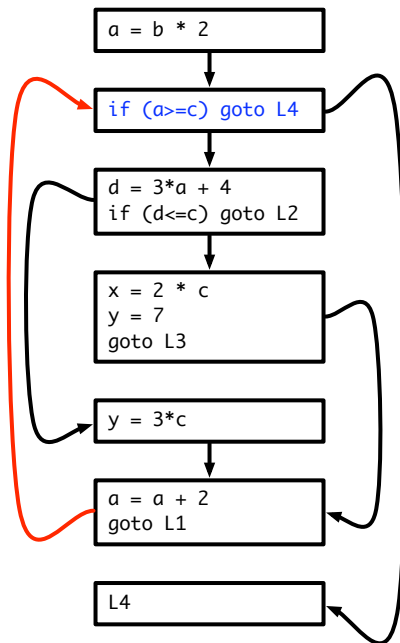 a = b * 2
if (a>=c) goto L4
d = 3*a + 4
if (d<=c) goto L2
x = 2 * c
y = 7
goto L3
y = 3*c
a = a + 2
goto L1
L4